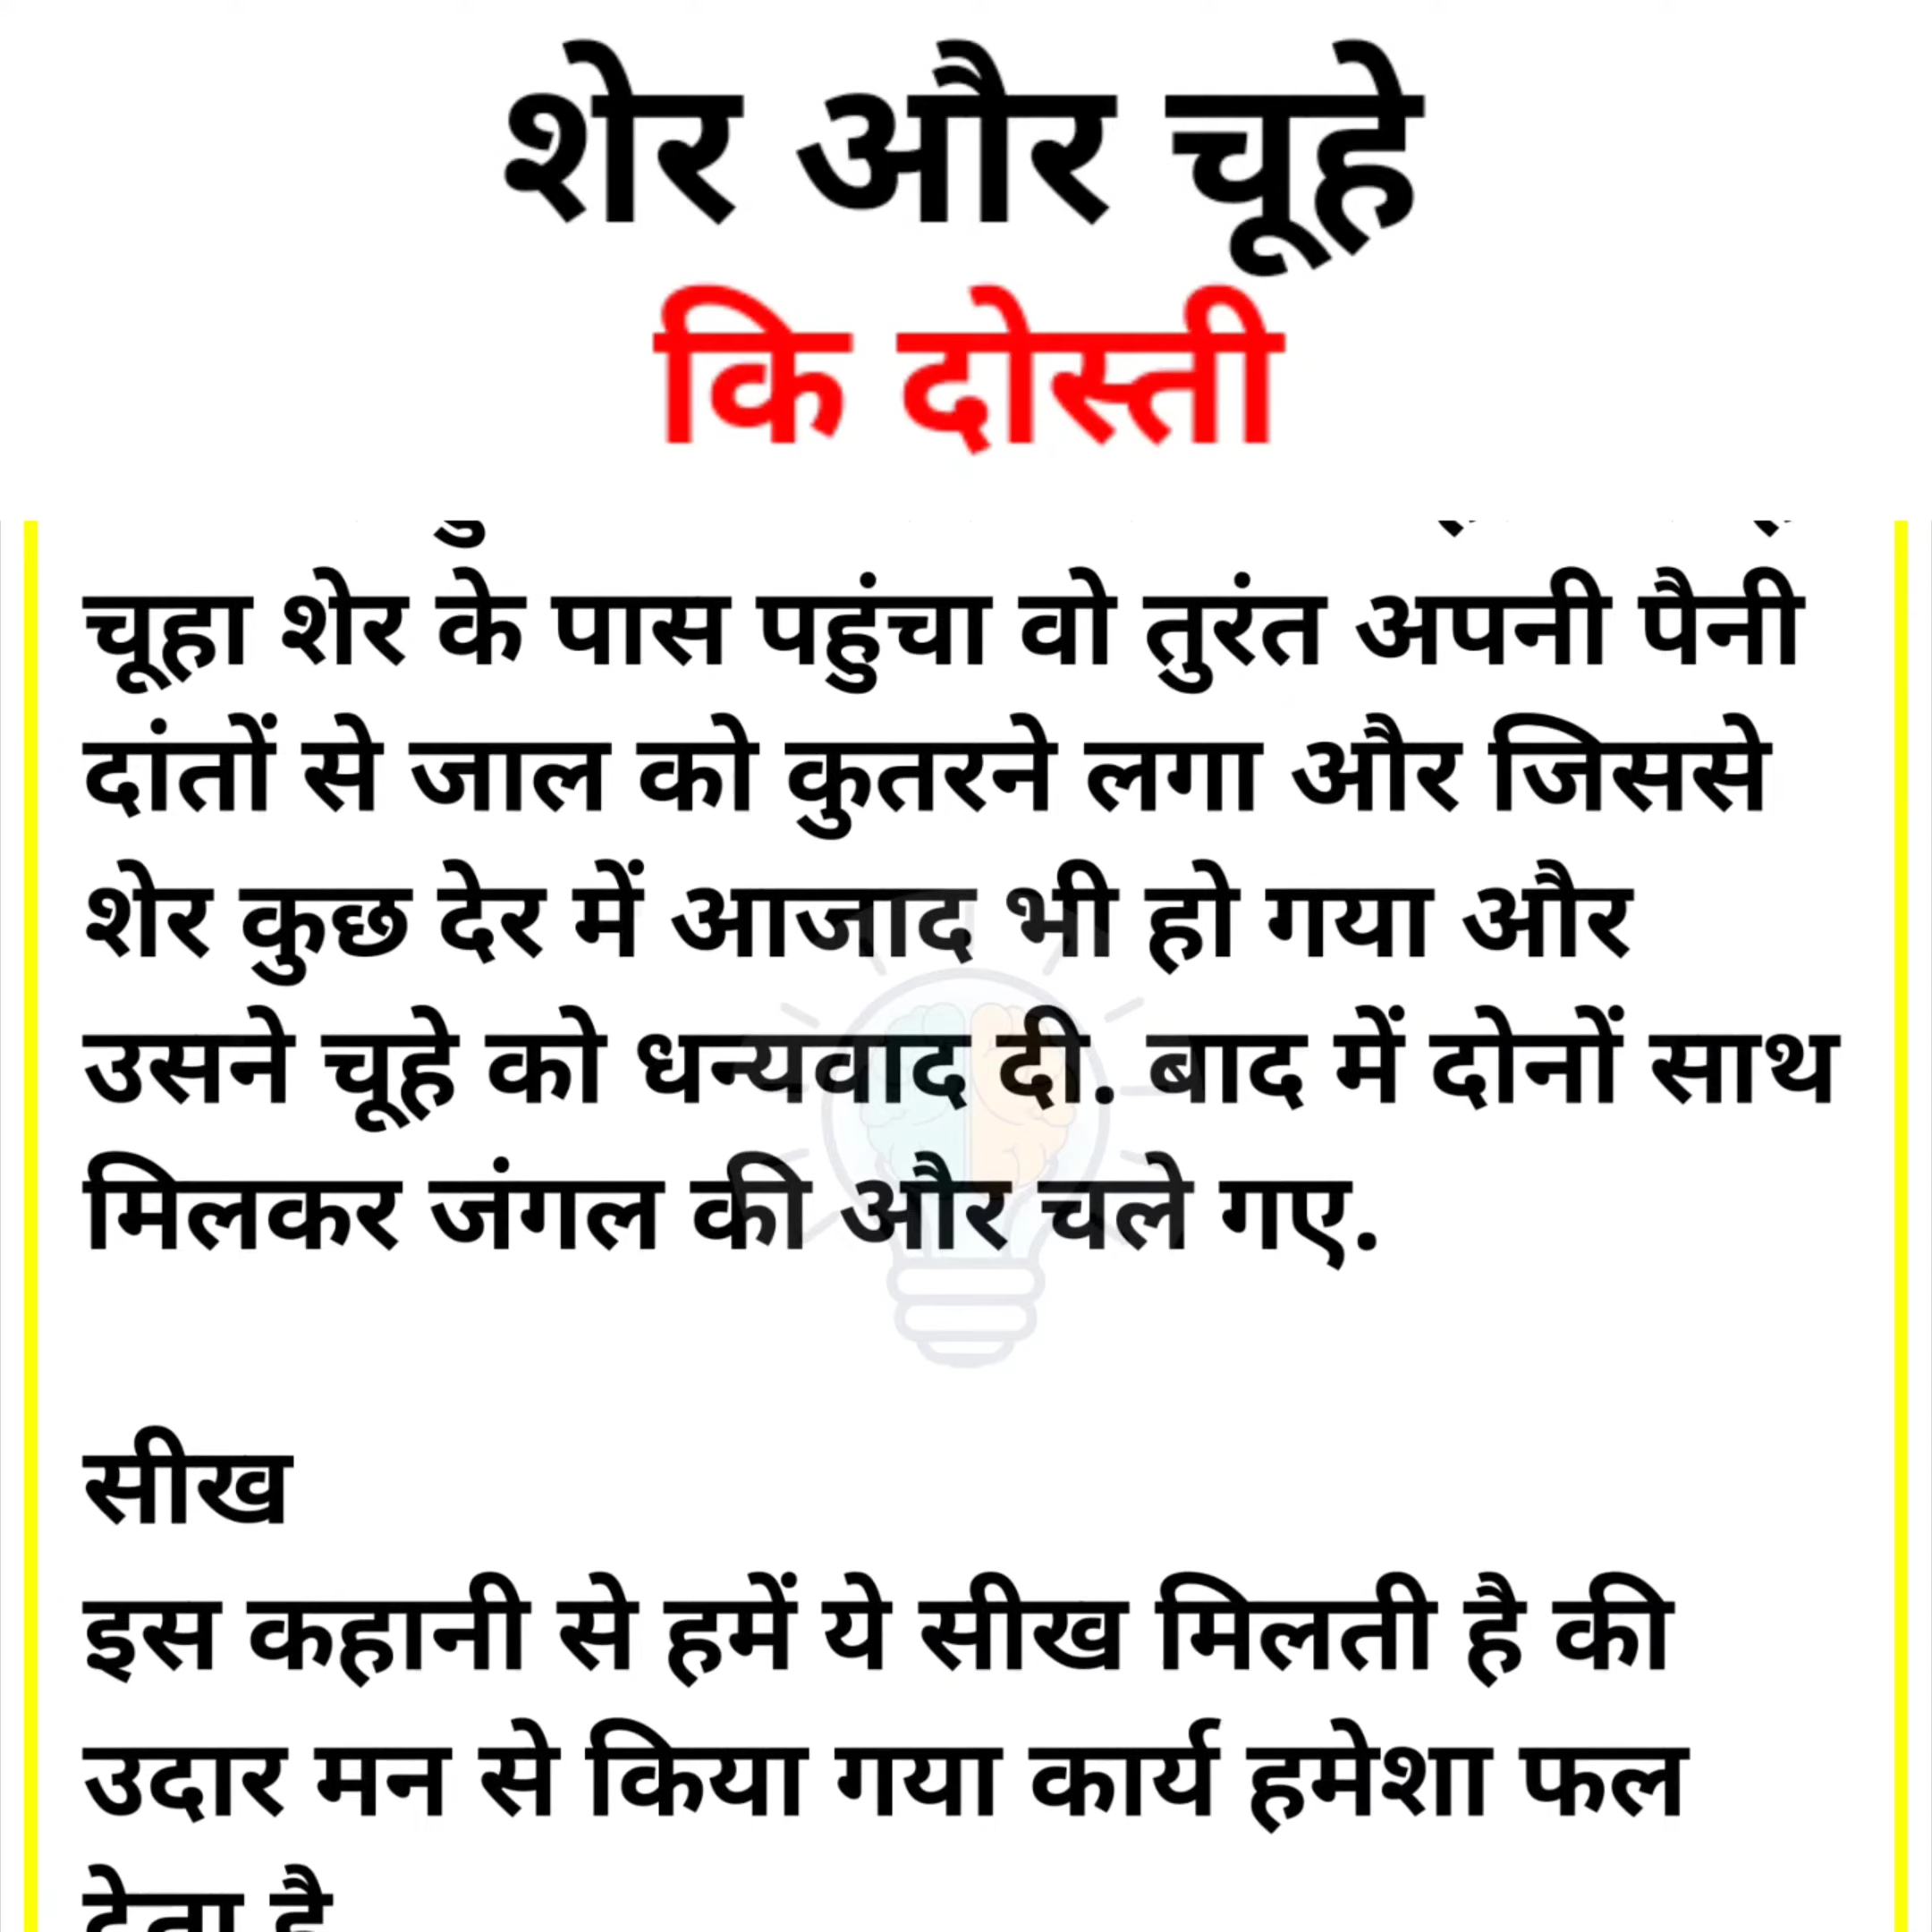 शेर और चूहे
कि दोस्ती
चूहा शेर के पास पहुंचा वो तुरंत अपनी पैनी
दांतों से जाल को कुतरने लगा और जिससे
शेर कुछ देर में आजाद भी हो गया और
उसने चूहे को धन्यवाद दी. बाद में दोनों साथ
मिलकर जंगल की और चले गए.
सीख
इस कहानी से हमें ये सीख मिलती है की
उदार मन से किया गया कार्य हमेशा फल
देता है